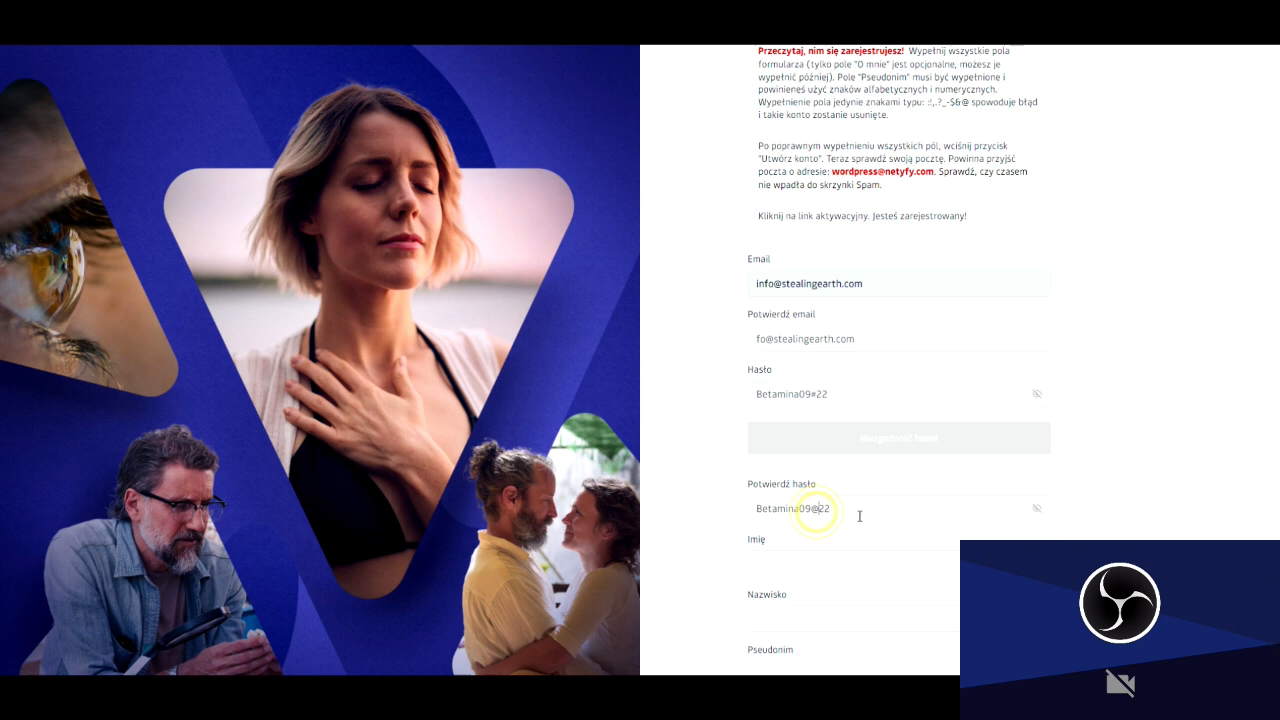 Przeczytaj, nim się zarejestrujesz! Wypełnij wszystkie pola
formularza (tylko pole "O mnie" jest opcjonalne, możesz je
wypełnić później). Pole "Pseudonim" musi być wypełnione i
powinieneś użyć znaków alfabetycznych i numerycznych.
Wypełnienie pola jedynie znakami typu: :!,.?_-$&@ spowoduje błąd
i takie konto zostanie usunięte.
Po poprawnym wypełnieniu wszystkich pól, wciśnij przycisk
"Utwórz konto". Teraz sprawdź swoją pocztę. Powinna przyjść
poczta o adresie: wordpress@netyfy.com. Sprawdź, czy czasem
nie wpadła do skrzynki Spam.
Kliknij na link aktywacyjny. Jesteś zarejestrowany!
Email
info@stealingearth.com
Potwierdź email
fo@stealingearth.com
Hasło
Betamina09#22
Niezgodność haseł
Potwierdź hasło
Betamina09@22
Imię
Nazwisko
Pseudonim